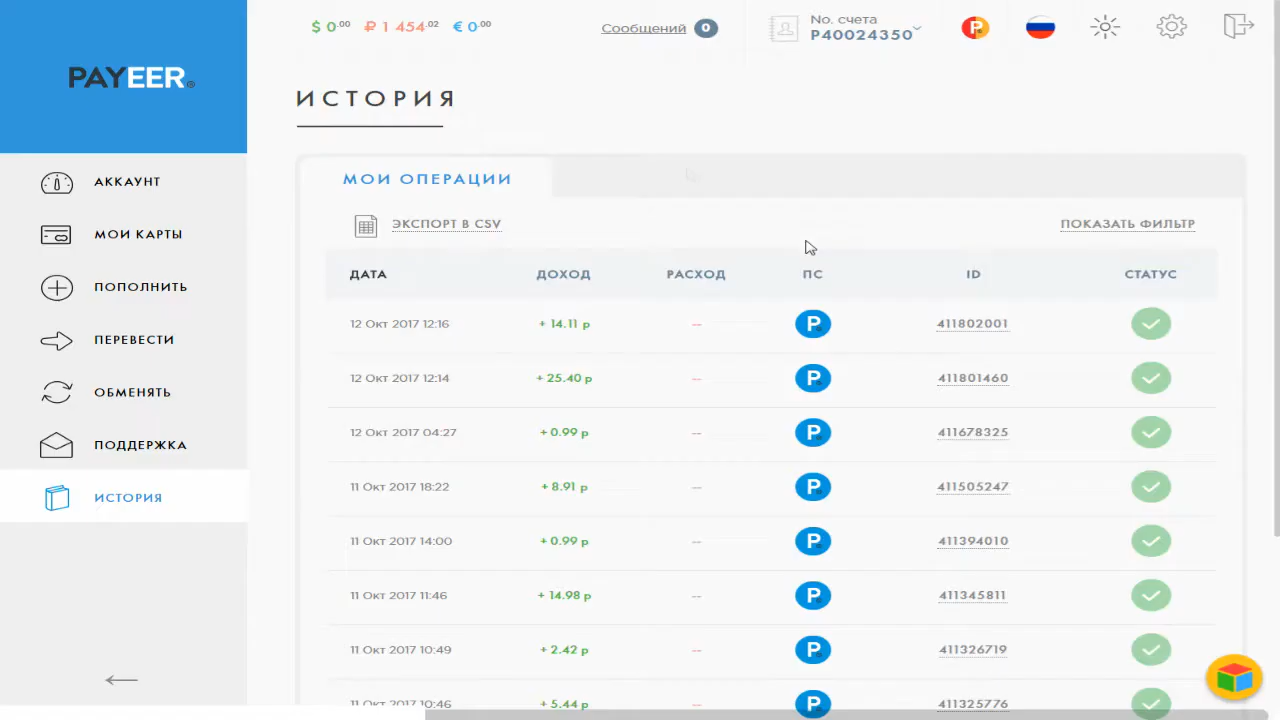 $ 0.00 ₽ 1 454.02 € 0.00 Сообщений 0 No. счета
P40024350
PAYEER®
ИСТОРИЯ
АККАУНТ
МОИ КАРТЫ
ПОПОЛНИТЬ
ПЕРЕВЕСТИ
ОБМЕНЯТЬ
ПОДДЕРЖКА
ИСТОРИЯ
МОИ ОПЕРАЦИИ
ЭКСПОРТ В CSV ПОКАЗАТЬ ФИЛЬТР
ДАТА ДОХОД РАСХОД ПС ID СТАТУС
12 Окт 2017 12:16 + 14.11 р -- P 411802001
12 Окт 2017 12:14 + 25.40 р -- P 411801460
12 Окт 2017 04:27 + 0.99 р -- P 411678325
11 Окт 2017 18:22 + 8.91 р -- P 411505247
11 Окт 2017 14:00 + 0.99 р -- P 411394010
11 Окт 2017 11:46 + 14.98 р -- P 411345811
11 Окт 2017 10:49 + 2.42 р -- P 411326719
11 Окт 2017 10:46 + 5.44 р -- P 411325776